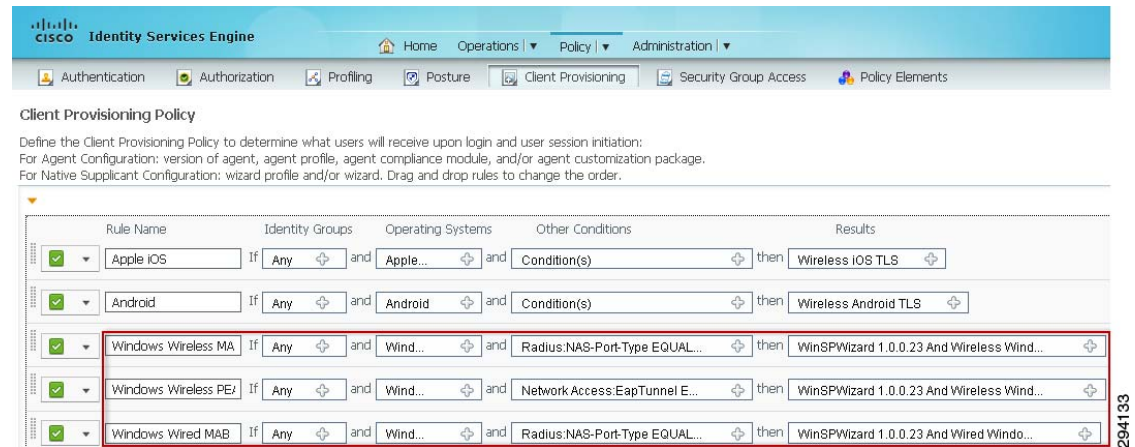 cisco Identity Services Engine
Home Operations | ▼ Policy | ▼ Administration | ▼
Authentication Authorization Profiling Posture Client Provisioning Security Group Access Policy Elements
Client Provisioning Policy
Define the Client Provisioning Policy to determine what users will receive upon login and user session initiation:
For Agent Configuration: version of agent, agent profile, agent compliance module, and/or agent customization package.
For Native Supplicant Configuration: wizard profile and/or wizard. Drag and drop rules to change the order.
Rule Name Identity Groups Operating Systems Other Conditions Results
Apple iOS If Any and Apple... and Condition(s) then Wireless iOS TLS
Android If Any and Android and Condition(s) then Wireless Android TLS
Windows Wireless MA If Any and Wind... and Radius:NAS-Port-Type EQUAL... then WinSPWizard 1.0.0.23 And Wireless Wind...
Windows Wireless PEA If Any and Wind... and Network Access:EapTunnel E... then WinSPWizard 1.0.0.23 And Wireless Wind...
Windows Wired MAB If Any and Wind... and Radius:NAS-Port-Type EQUAL... then WinSPWizard 1.0.0.23 And Wired Windo...
294133